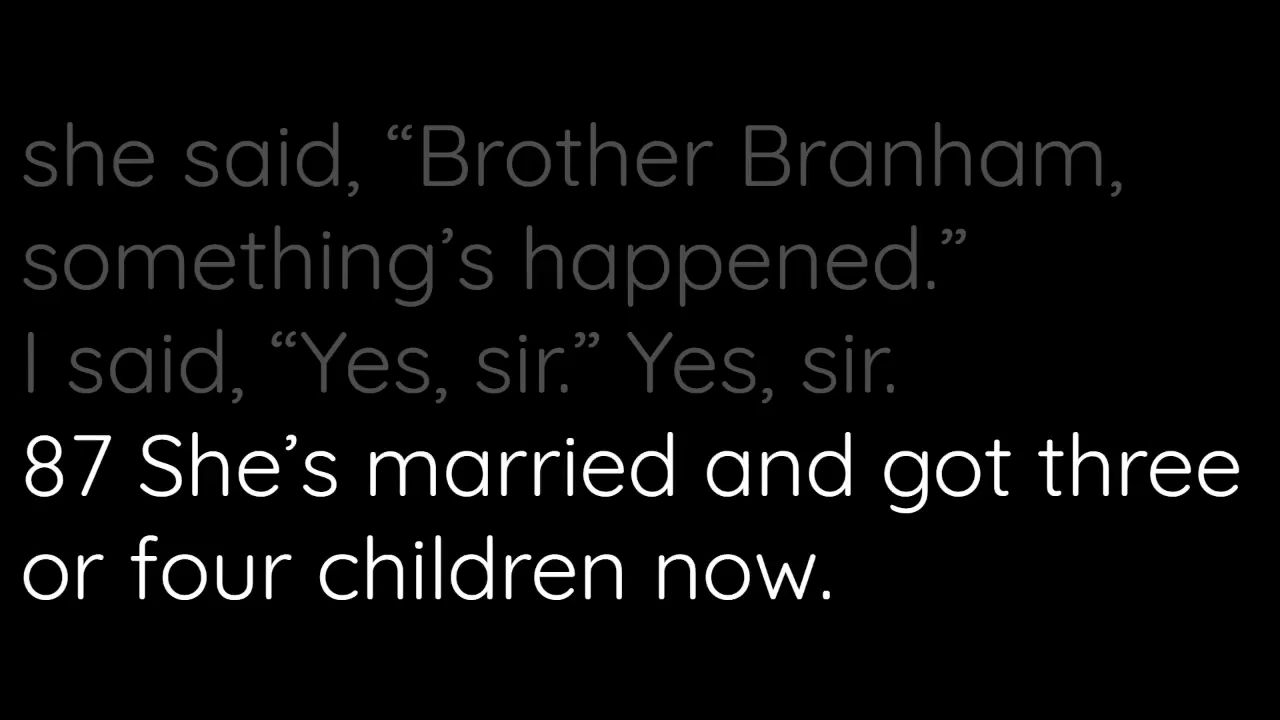 she said, “Brother Branham,
something’s happened.”
I said, “Yes, sir.” Yes, sir.
87 She’s married and got three
or four children now.